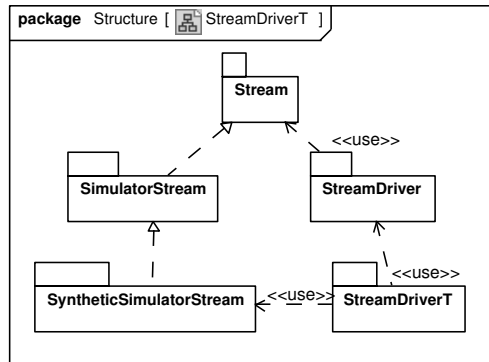 package Structure [ StreamDriverT ]
Stream
<<use>>
SimulatorStream
StreamDriver
<<use>>
SyntheticSimulatorStream
<<use>>
StreamDriverT